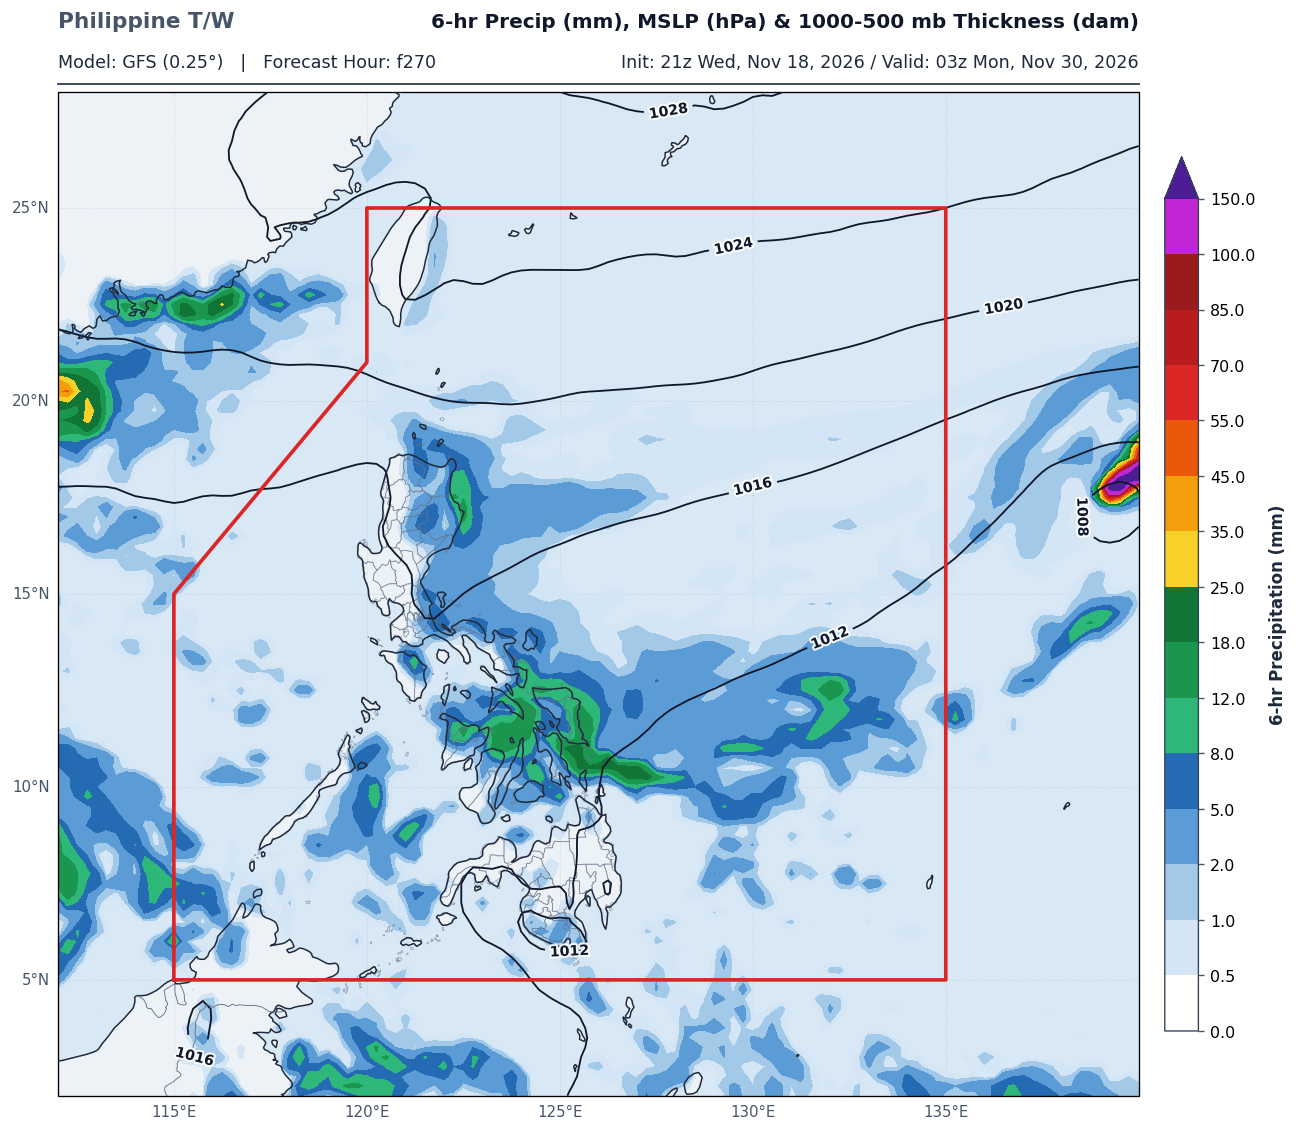 Philippine T/W
6-hr Precip (mm), MSLP (hPa) & 1000-500 mb Thickness (dam)
Model: GFS (0.25°) | Forecast Hour: f270
Init: 21z Wed, Nov 18, 2026 / Valid: 03z Mon, Nov 30, 2026
1028
1024
1020
1016
1012
1008
1012
1016
25°N
20°N
15°N
10°N
5°N
115°E
120°E
125°E
130°E
135°E
150.0
100.0
85.0
70.0
55.0
45.0
35.0
25.0
18.0
12.0
8.0
5.0
2.0
1.0
0.5
0.0
6-hr Precipitation (mm)